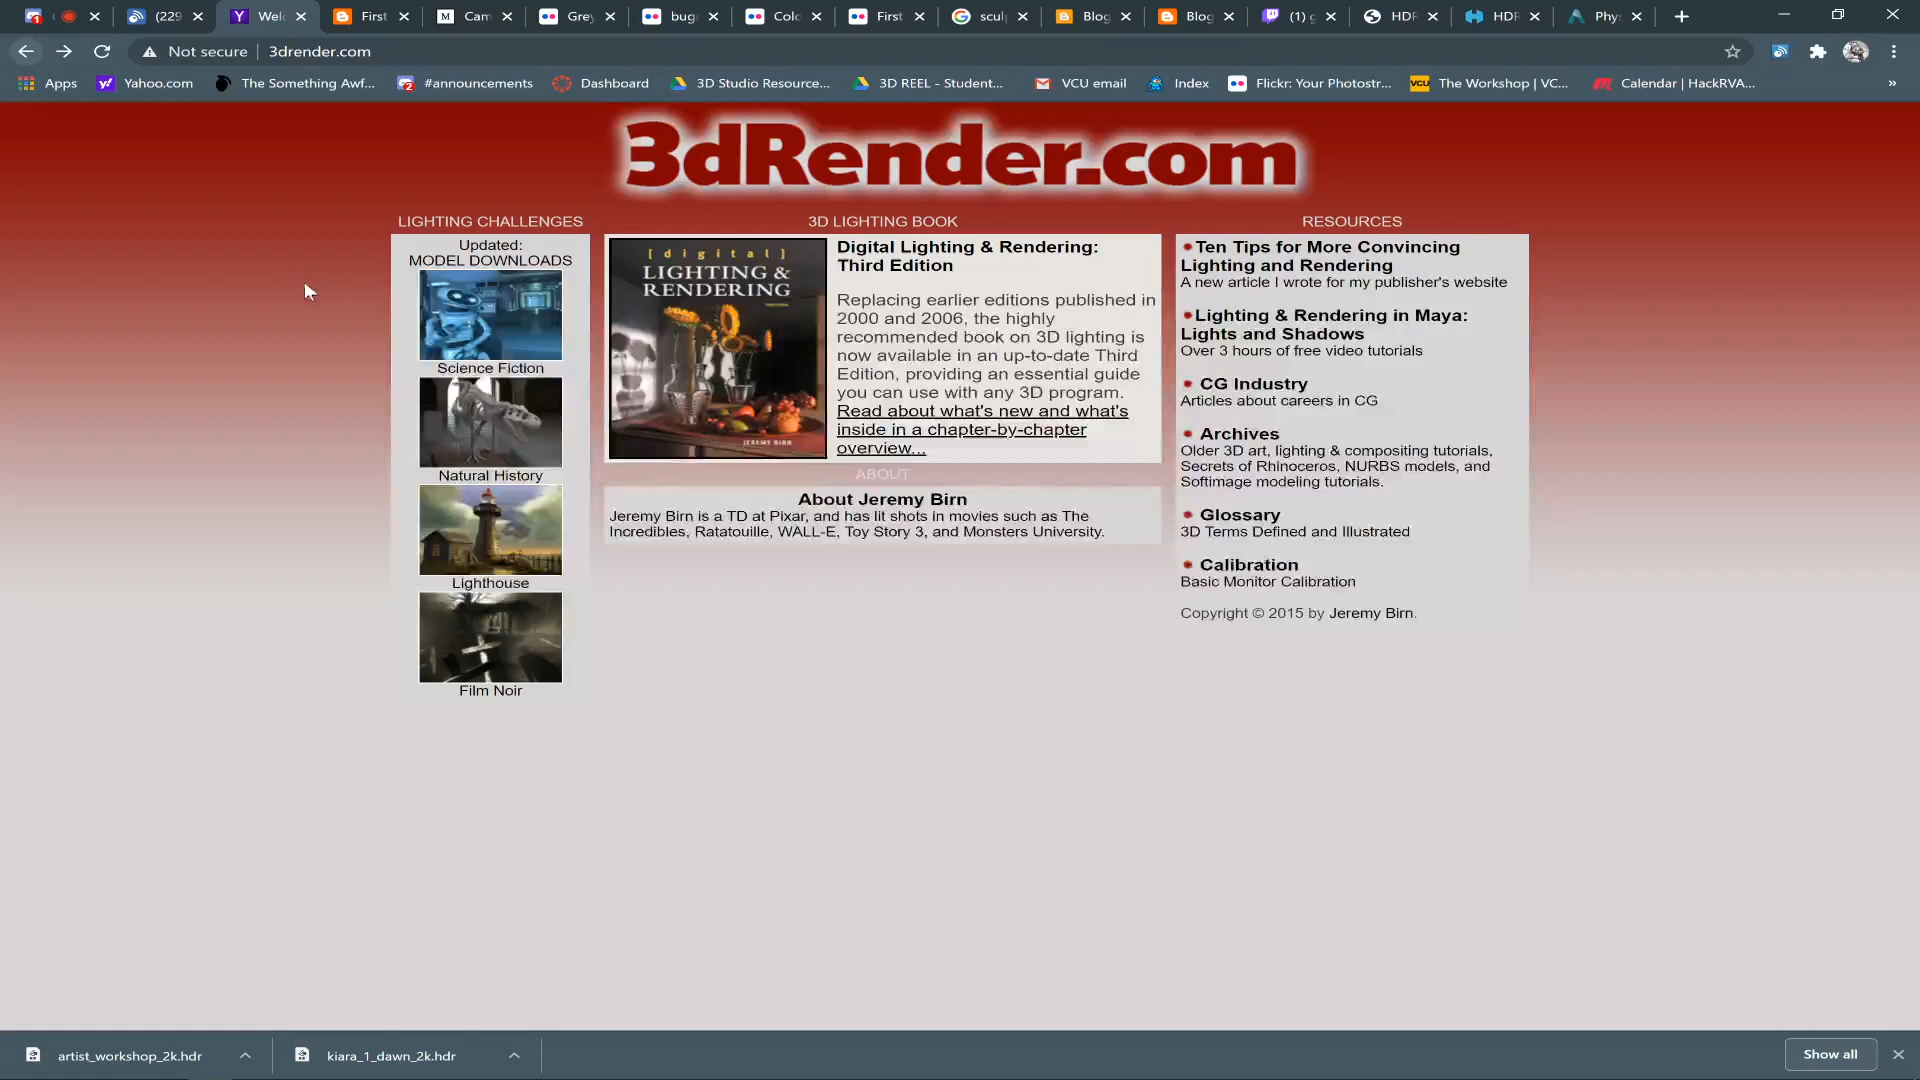 (229
Wel
First
Cam
Grey
bug
Colo
First
scul
Blog
Blog
(1) g
HDR
HDR
Phys
Not secure
3drender.com
Apps
Yahoo.com
The Something Awf...
#announcements
Dashboard
3D Studio Resource...
3D REEL - Student...
VCU email
Index
Flickr: Your Photostr...
The Workshop | VC...
Calendar | HackRVA...
3dRender.com
LIGHTING CHALLENGES
Updated:
MODEL DOWNLOADS
Science Fiction
Natural History
Lighthouse
Film Noir
3D LIGHTING BOOK
[digital]
LIGHTING &
RENDERING
JEREMY BIRN
Digital Lighting & Rendering:
Third Edition
Replacing earlier editions published in
2000 and 2006, the highly
recommended book on 3D lighting is
now available in an up-to-date Third
Edition, providing an essential guide
you can use with any 3D program.
Read about what's new and what's
inside in a chapter-by-chapter
overview...
ABOUT
About Jeremy Birn
Jeremy Birn is a TD at Pixar, and has lit shots in movies such as The
Incredibles, Ratatouille, WALL-E, Toy Story 3, and Monsters University.
RESOURCES
Ten Tips for More Convincing
Lighting and Rendering
A new article I wrote for my publisher's website
Lighting & Rendering in Maya:
Lights and Shadows
Over 3 hours of free video tutorials
CG Industry
Articles about careers in CG
Archives
Older 3D art, lighting & compositing tutorials,
Secrets of Rhinoceros, NURBS models, and
Softimage modeling tutorials.
Glossary
3D Terms Defined and Illustrated
Calibration
Basic Monitor Calibration
Copyright © 2015 by Jeremy Birn.
artist_workshop_2k.hdr
kiara_1_dawn_2k.hdr
Show all